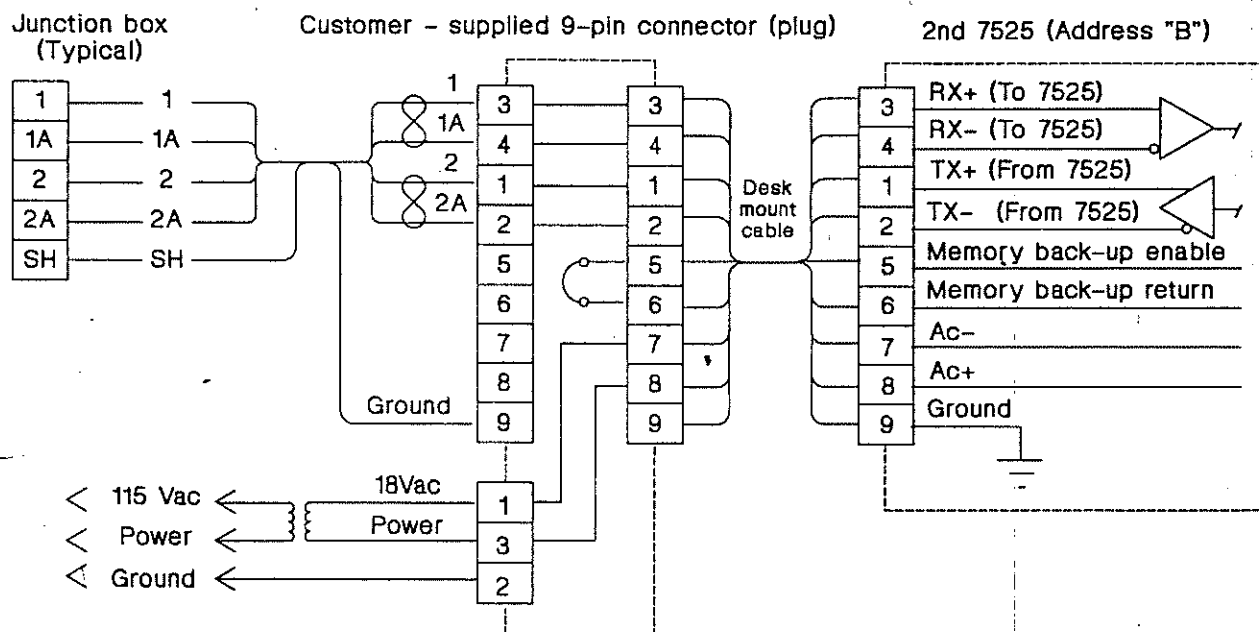 Junction box
(Typical)
Customer - supplied 9-pin connector (plug)
2nd 7525 (Address "B")
1
1A
2
2A
SH
1
1A
2
2A
SH
1
1A
2
2A
3
4
1
2
5
6
7
8
9
Ground
3
4
1
2
5
6
7
8
9
Desk
mount
cable
3
4
1
2
5
6
7
8
9
RX+ (To 7525)
RX- (To 7525)
TX+ (From 7525)
TX- (From 7525)
Memory back-up enable
Memory back-up return
Ac-
Ac+
Ground
115 Vac
Power
Ground
18Vac
Power
1
3
2